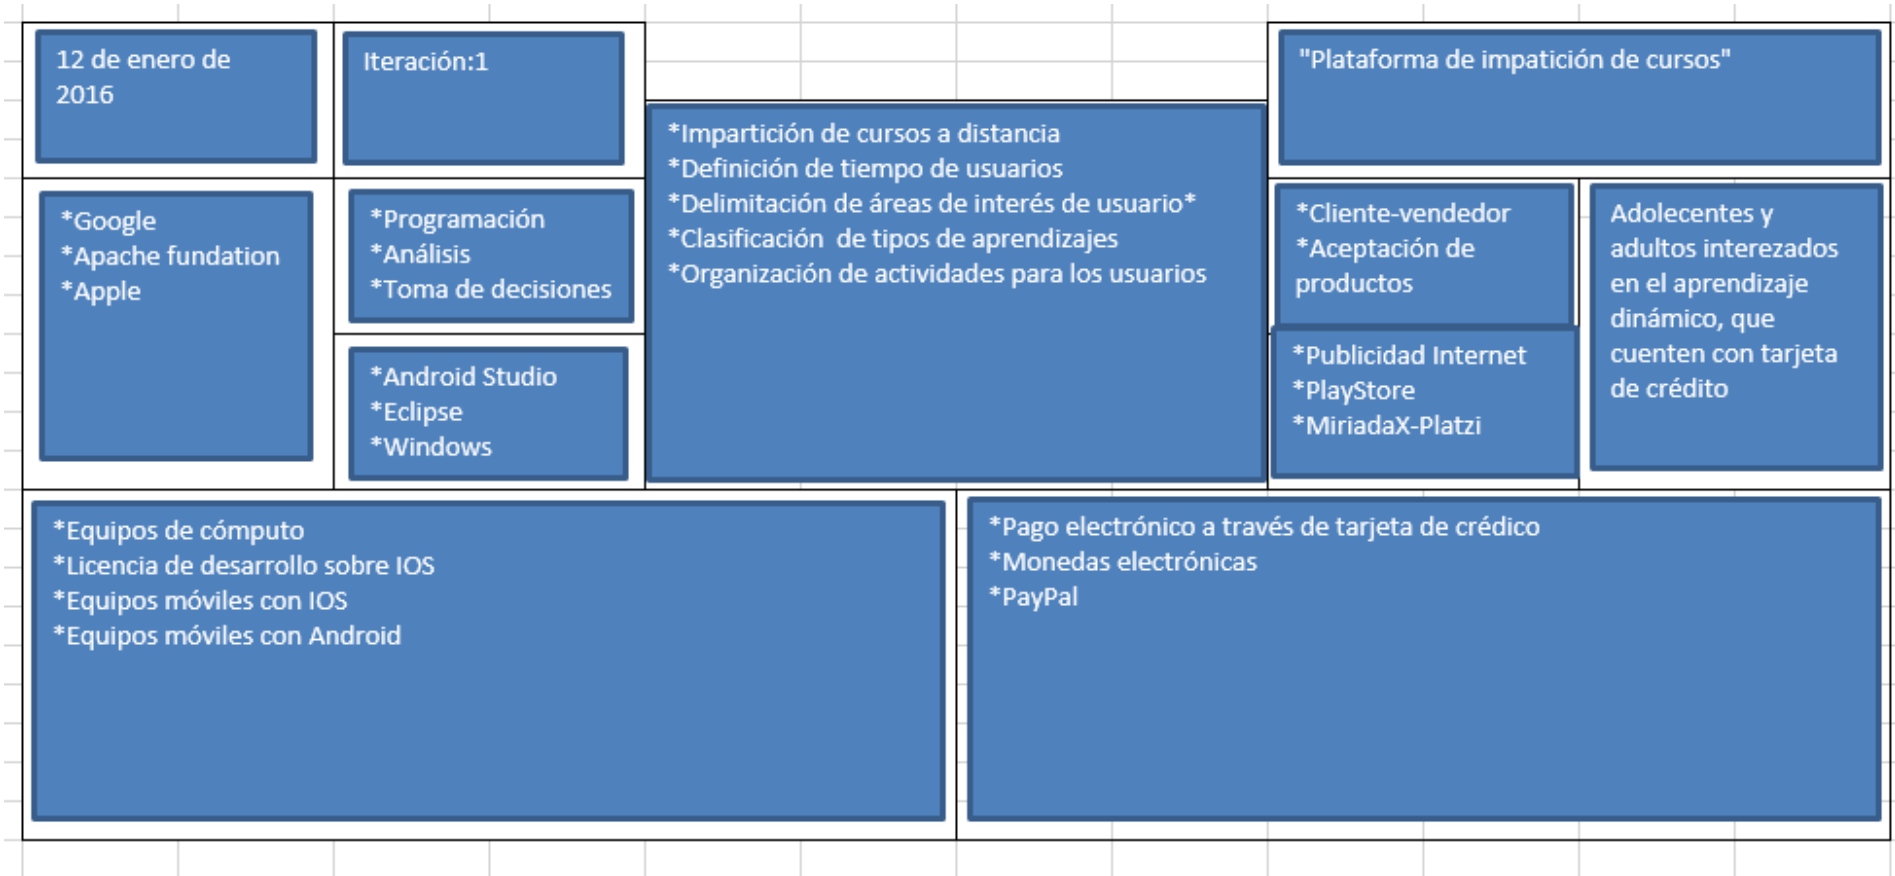 12 de enero de
2016
Iteración:1
"Plataforma de impatición de cursos"
*Google
*Apache fundation
*Apple
*Programación
*Análisis
*Toma de decisiones
*Android Studio
*Eclipse
*Windows
*Impartición de cursos a distancia
*Definición de tiempo de usuarios
*Delimitación de áreas de interés de usuario*
*Clasificación  de tipos de aprendizajes
*Organización de actividades para los usuarios
*Cliente-vendedor
*Aceptación de
productos
*Publicidad Internet
*PlayStore
*MiriadaX-Platzi
Adolecentes y
adultos interezados
en el aprendizaje
dinámico, que
cuenten con tarjeta
de crédito
*Equipos de cómputo
*Licencia de desarrollo sobre IOS
*Equipos móviles con IOS
*Equipos móviles con Android
*Pago electrónico a través de tarjeta de crédico
*Monedas electrónicas
*PayPal